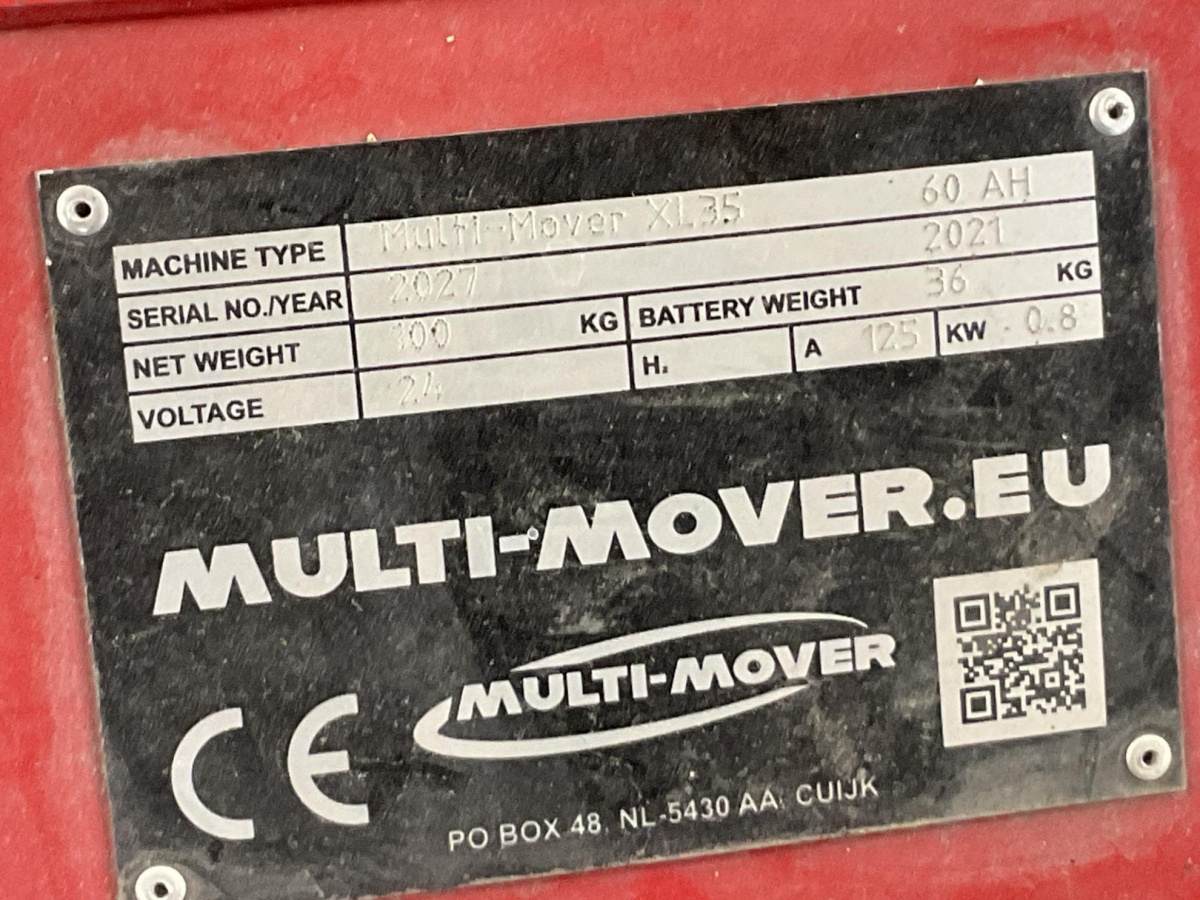 MACHINE TYPE Multi-Mover XL35 60 AH
SERIAL NO./YEAR 2027 2021
NET WEIGHT KG BATTERY WEIGHT 36 KG
VOLTAGE 24 Hz A 125 KW 0.8
MULTI-MOVER.EU
MULTI-MOVER
CE
PO BOX 48, NL-5430 AA, CUIJK